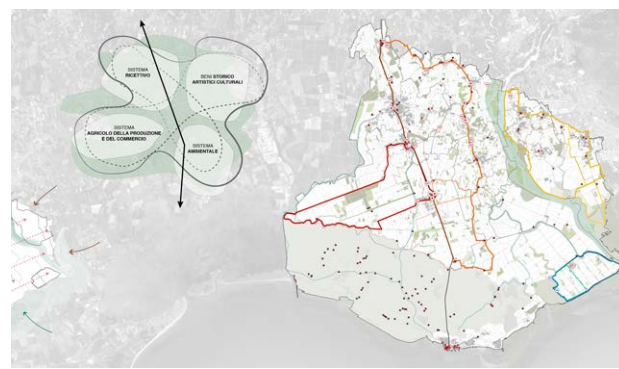 SISTEMA
RICETTIVO
BENI STORICO
ARTISTICI CULTURALI
SISTEMA
AGRICOLO DELLA PRODUZIONE
E DEL COMMERCIO
SISTEMA
AMBIENTALE